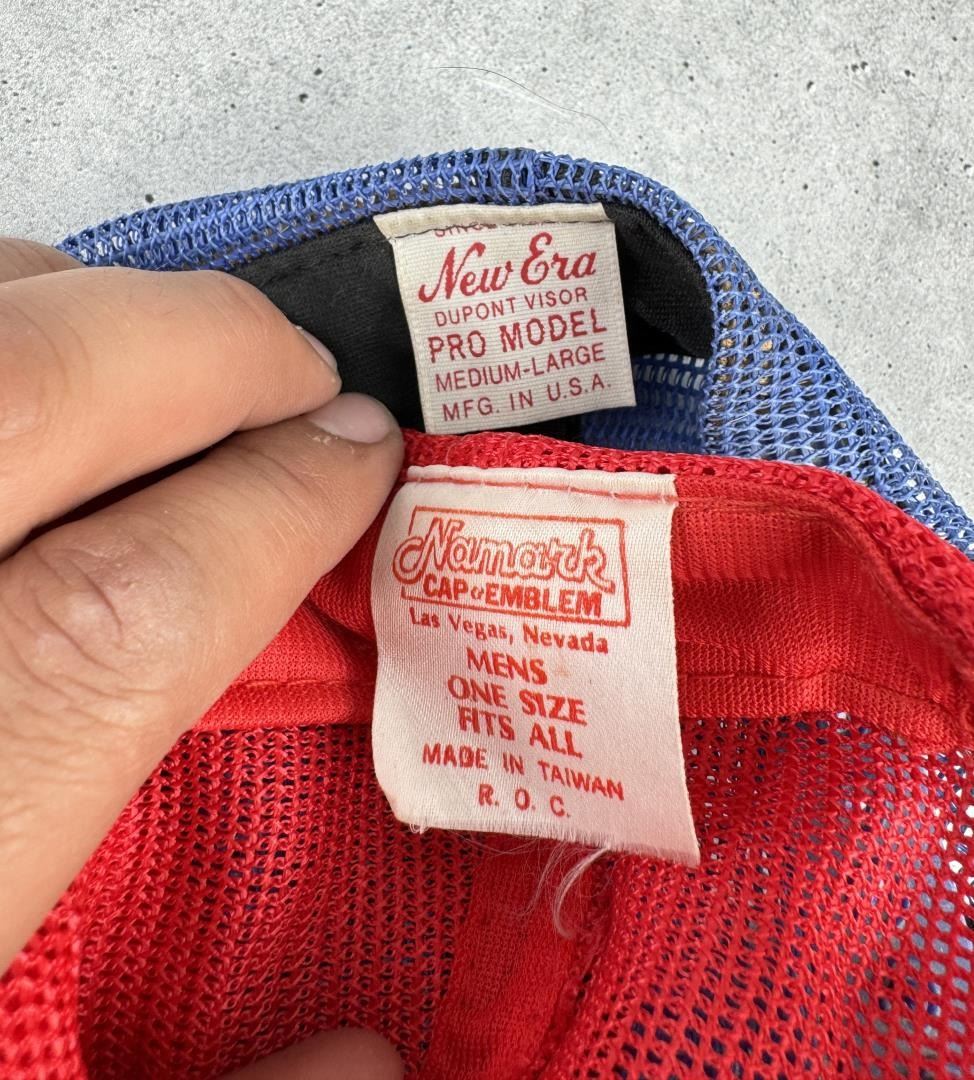 New Era
DUPONT VISOR
PRO MODEL
MEDIUM-LARGE
MFG. IN U.S.A.
Namark
CAP & EMBLEM
Las Vegas, Nevada
MENS
ONE SIZE
FITS ALL
MADE IN TAIWAN
R. O. C.